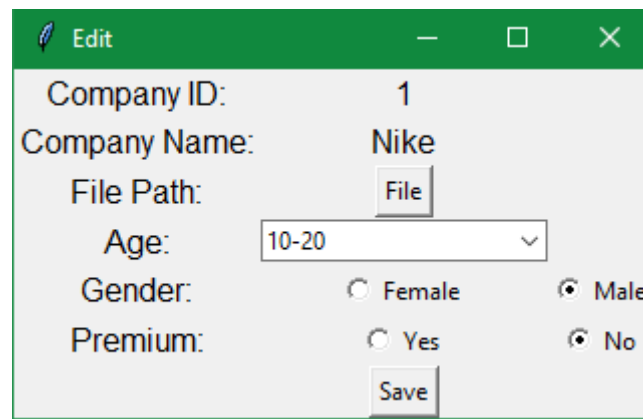 Edit
Company ID: 1
Company Name: Nike
File Path: File
Age: 10-20
Gender: Female Male
Premium: Yes No
Save